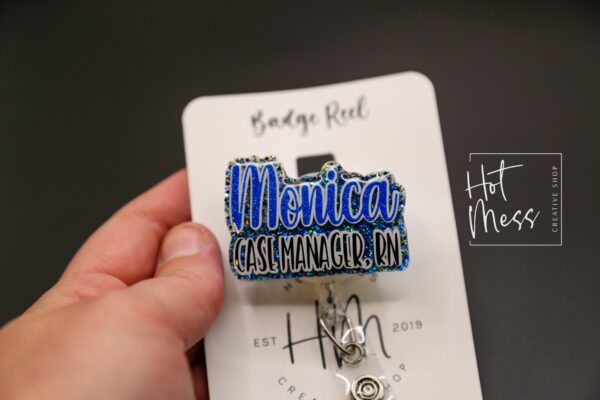 Badge Reel
Monica
CASE MANAGER, RN
EST HM 2019
Hot
Mess
CREATIVE SHOP